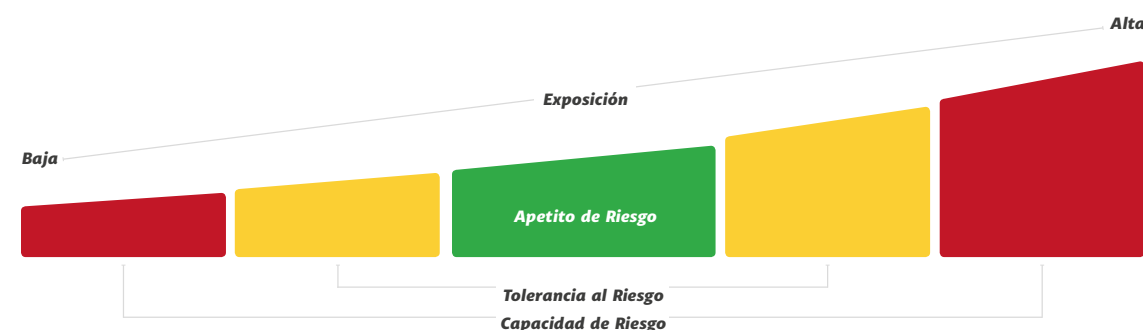 Alta
Exposición
Baja
Apetito de Riesgo
Tolerancia al Riesgo
Capacidad de Riesgo